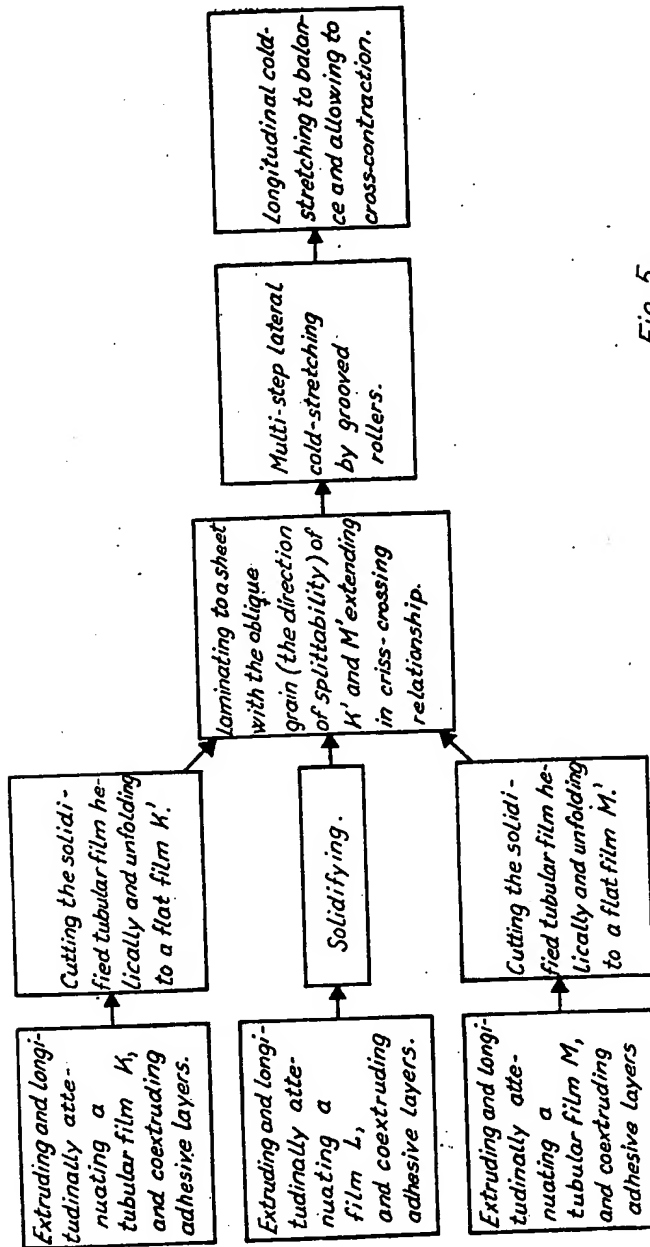 Extruding and longi-
tudinally atte-
nuating a
tubular film K,
and coextruding
adhesive layers.
Cutting the solidi-
fied tubular film he-
lically and unfolding
to a flat film K'.
Extruding and longi-
tudinally atte-
nuating a
film L,
and coextruding
adhesive layers.
Solidifying.
Extruding and longi-
tudinally atte-
nuating a
tubular film M,
and coextruding
adhesive layers
Cutting the solidi-
fied tubular film he-
lically and unfolding
to a flat film M'.
Laminating to a sheet
with the oblique
grain (the direction
of splittability) of
K' and M' extending
in criss-crossing
relationship.
Multi-step lateral
cold-stretching
by grooved
rollers.
Longitudinal cold-
stretching to balan-
ce and allowing to
cross-contraction.
Fig. 5